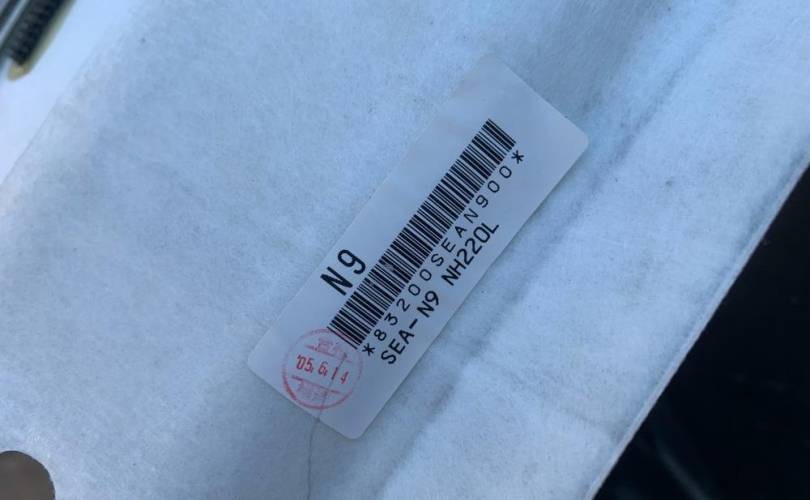 N9
*83200SEAN900*
SEA-N9 NH220L
'05.6.14